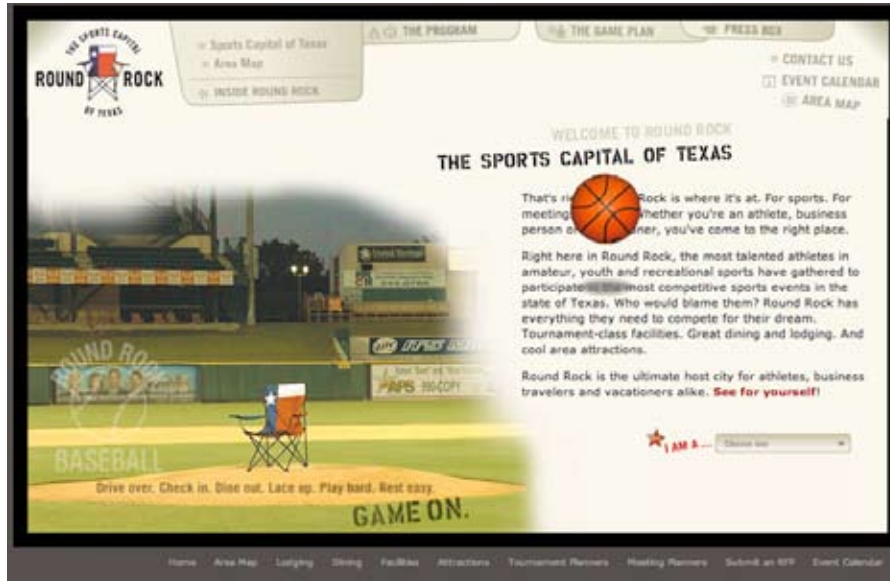 THE SPORTS CAPITAL
ROUND ROCK
OF TEXAS
Sports Capital of Texas
Area Map
INSIDE ROUND ROCK
THE PROGRAM
THE GAME PLAN
PRESS BOX
CONTACT US
EVENT CALENDAR
AREA MAP
WELCOME TO ROUND ROCK
THE SPORTS CAPITAL OF TEXAS
That's Rock is where it's at. For sports. For
meetings whether you're an athlete, business
person you've come to the right place.
Right here in Round Rock, the most talented athletes in
amateur, youth and recreational sports have gathered to
participate most competitive sports events in the
state of Texas. Who would blame them? Round Rock has
everything they need to compete for their dream.
Tournament-class facilities. Great dining and lodging. And
cool area attractions.
Round Rock is the ultimate host city for athletes, business
travelers and vacationers alike. See for yourself!
I AM A ...
Choose one
ROUND ROCK
BASEBALL
APS
Drive over. Check in. Dine out. Lace up. Play hard. Rest easy.
GAME ON.
Home Area Map Lodging Dining Facilities Attractions Tournament Planners Meeting Planners Submit an RFP Event Calendar